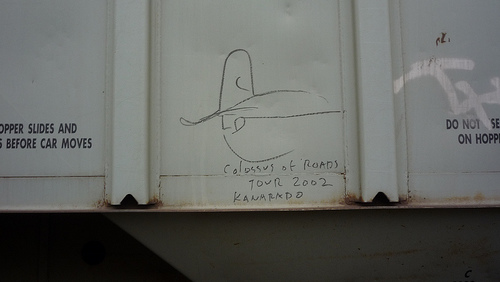 OPPER SLIDES AND
S BEFORE CAR MOVES
DO NOT SE
ON HOPP
Colossus of ROADS
TOUR 2002
KANARADO